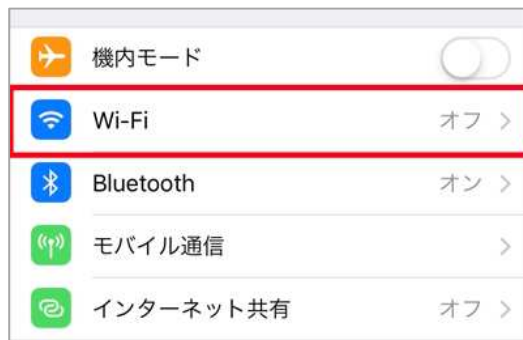 機内モード
Wi-Fi オフ
Bluetooth オン
モバイル通信
インターネット共有 オフ